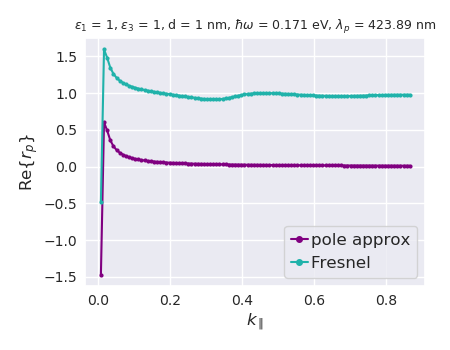 ε₁ = 1, ε₃ = 1, d = 1 nm, ℏω = 0.171 eV, λₚ = 423.89 nm
Re{rₚ}
1.5
1.0
0.5
0.0
−0.5
−1.0
−1.5
pole approx
Fresnel
0.0 0.2 0.4 0.6 0.8
k∥